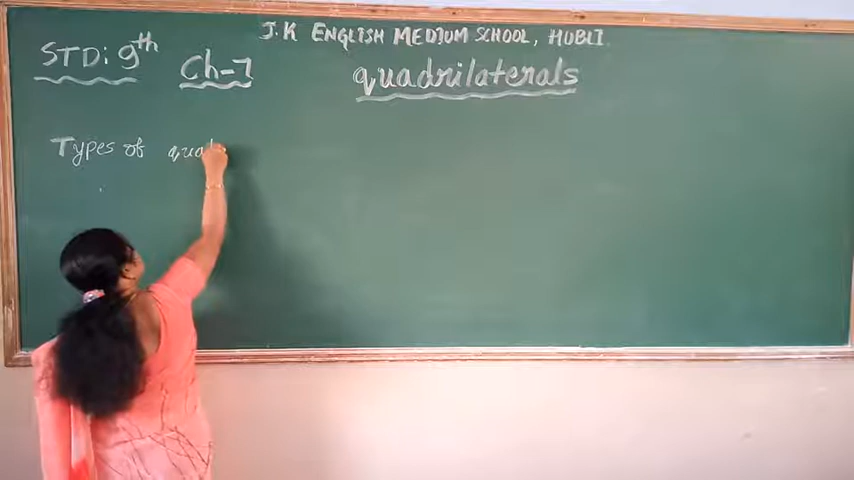 J.K ENGLISH MEDIUM SCHOOL, HUBLI
STD: 9th Ch-7 quadrilaterals
Types of quad